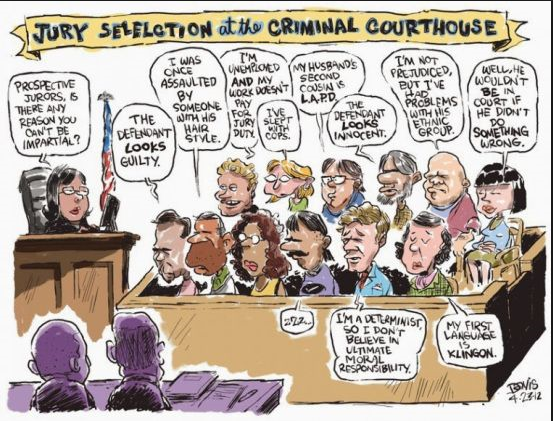 JURY SELECTION at the CRIMINAL COURTHOUSE
PROSPECTIVE
JURORS, IS
THERE ANY
REASON YOU
CAN'T BE
IMPARTIAL?
THE
DEFENDANT
LOOKS
GUILTY.
I WAS
ONCE
ASSAULTED
BY
SOMEONE
WITH HIS
HAIR
STYLE.
I'M
UNEMPLOYED
AND MY
WORK DOESN'T
PAY
FOR
JURY
DUTY.
I'VE
SLEPT
WITH
COPS.
MY HUSBAND'S
SECOND
COUSIN IS
L.A.P.D.
THE
DEFENDANT
LOOKS
INNOCENT.
I'M NOT
PREJUDICED,
BUT I'VE
HAD
PROBLEMS
WITH HIS
ETHNIC
GROUP.
WELL, HE
WOULDN'T
BE IN
COURT IF
HE DIDN'T
DO
SOMETHING
WRONG.
ZZZ...
I'M A DETERMINIST,
SO I DON'T
BELIEVE IN
ULTIMATE
MORAL
RESPONSIBILITY.
MY FIRST
LANGUAGE
IS
KLINGON.
4-23-12